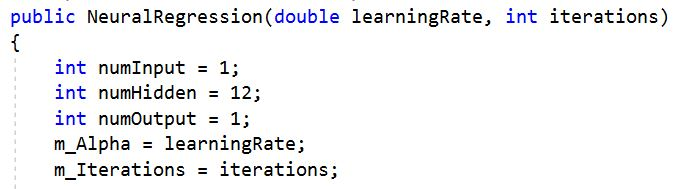 public NeuralRegression(double learningRate, int iterations)
{
    int numInput = 1;
    int numHidden = 12;
    int numOutput = 1;
    m_Alpha = learningRate;
    m_Iterations = iterations;